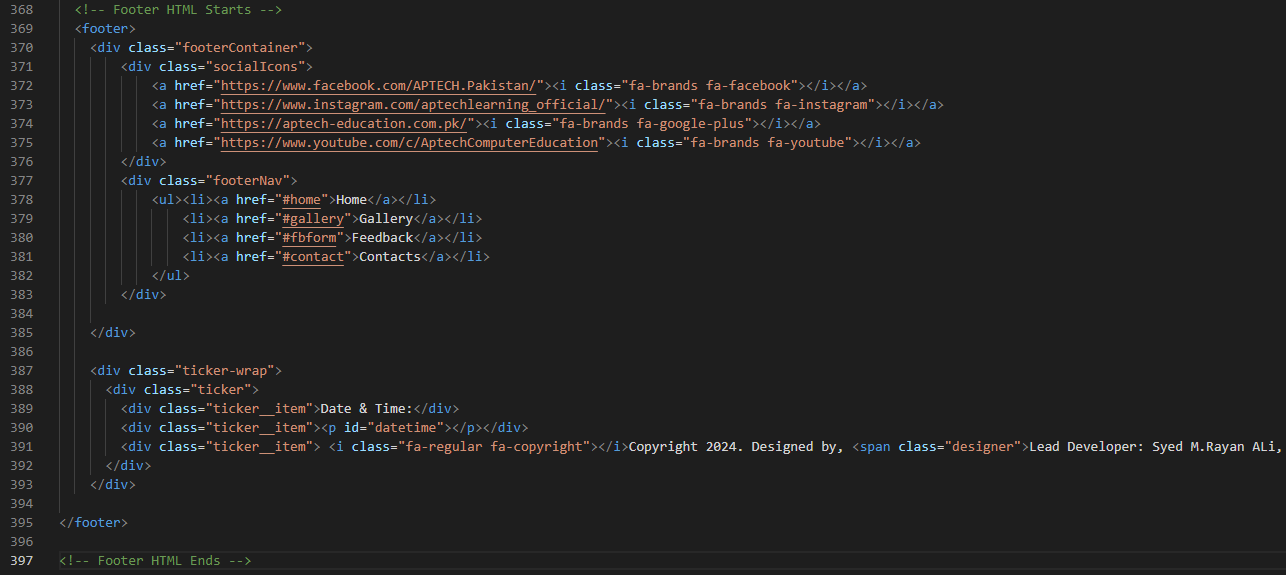 368 <!-- Footer HTML Starts -->
369 <footer>
370 <div class="footerContainer">
371 <div class="socialIcons">
372 <a href="https://www.facebook.com/APTECH.Pakistan/"><i class="fa-brands fa-facebook"></i></a>
373 <a href="https://www.instagram.com/aptechlearning_official/"><i class="fa-brands fa-instagram"></i></a>
374 <a href="https://aptech-education.com.pk/"><i class="fa-brands fa-google-plus"></i></a>
375 <a href="https://www.youtube.com/c/AptechComputerEducation"><i class="fa-brands fa-youtube"></i></a>
376 </div>
377 <div class="footerNav">
378 <ul><li><a href="#home">Home</a></li>
379 <li><a href="#gallery">Gallery</a></li>
380 <li><a href="#fbform">Feedback</a></li>
381 <li><a href="#contact">Contacts</a></li>
382 </ul>
383 </div>
384
385 </div>
386
387 <div class="ticker-wrap">
388 <div class="ticker">
389 <div class="ticker__item">Date & Time:</div>
390 <div class="ticker__item"><p id="datetime"></p></div>
391 <div class="ticker__item"> <i class="fa-regular fa-copyright"></i>Copyright 2024. Designed by, <span class="designer">Lead Developer: Syed M.Rayan ALi,
392 </div>
393 </div>
394
395 </footer>
396
397 <!-- Footer HTML Ends -->